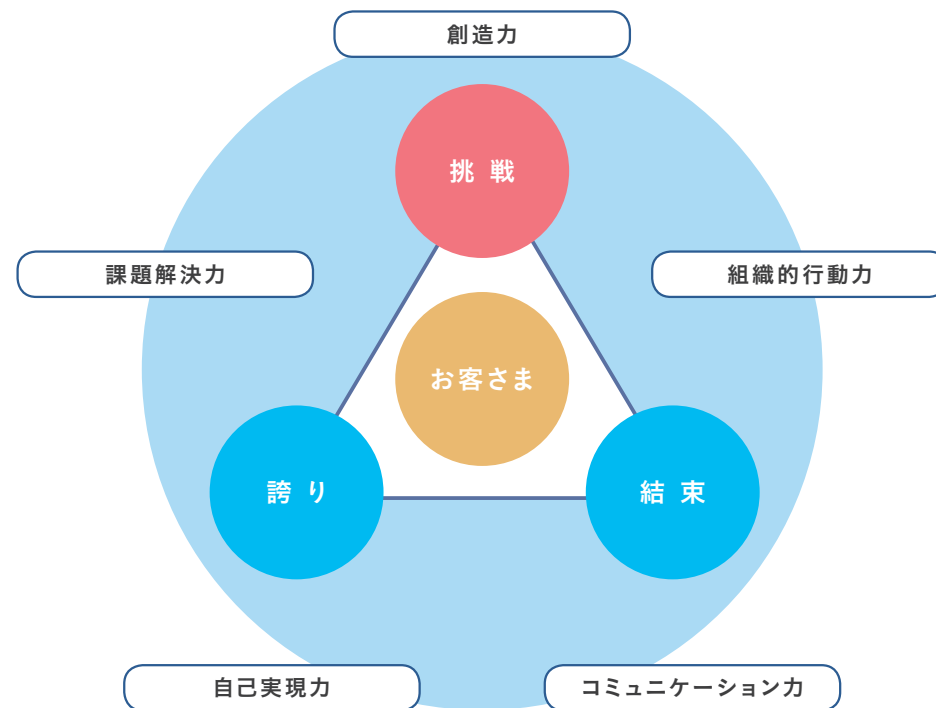 創造力
挑戦
課題解決力
組織的行動力
お客さま
誇り
結束
自己実現力
コミュニケーション力